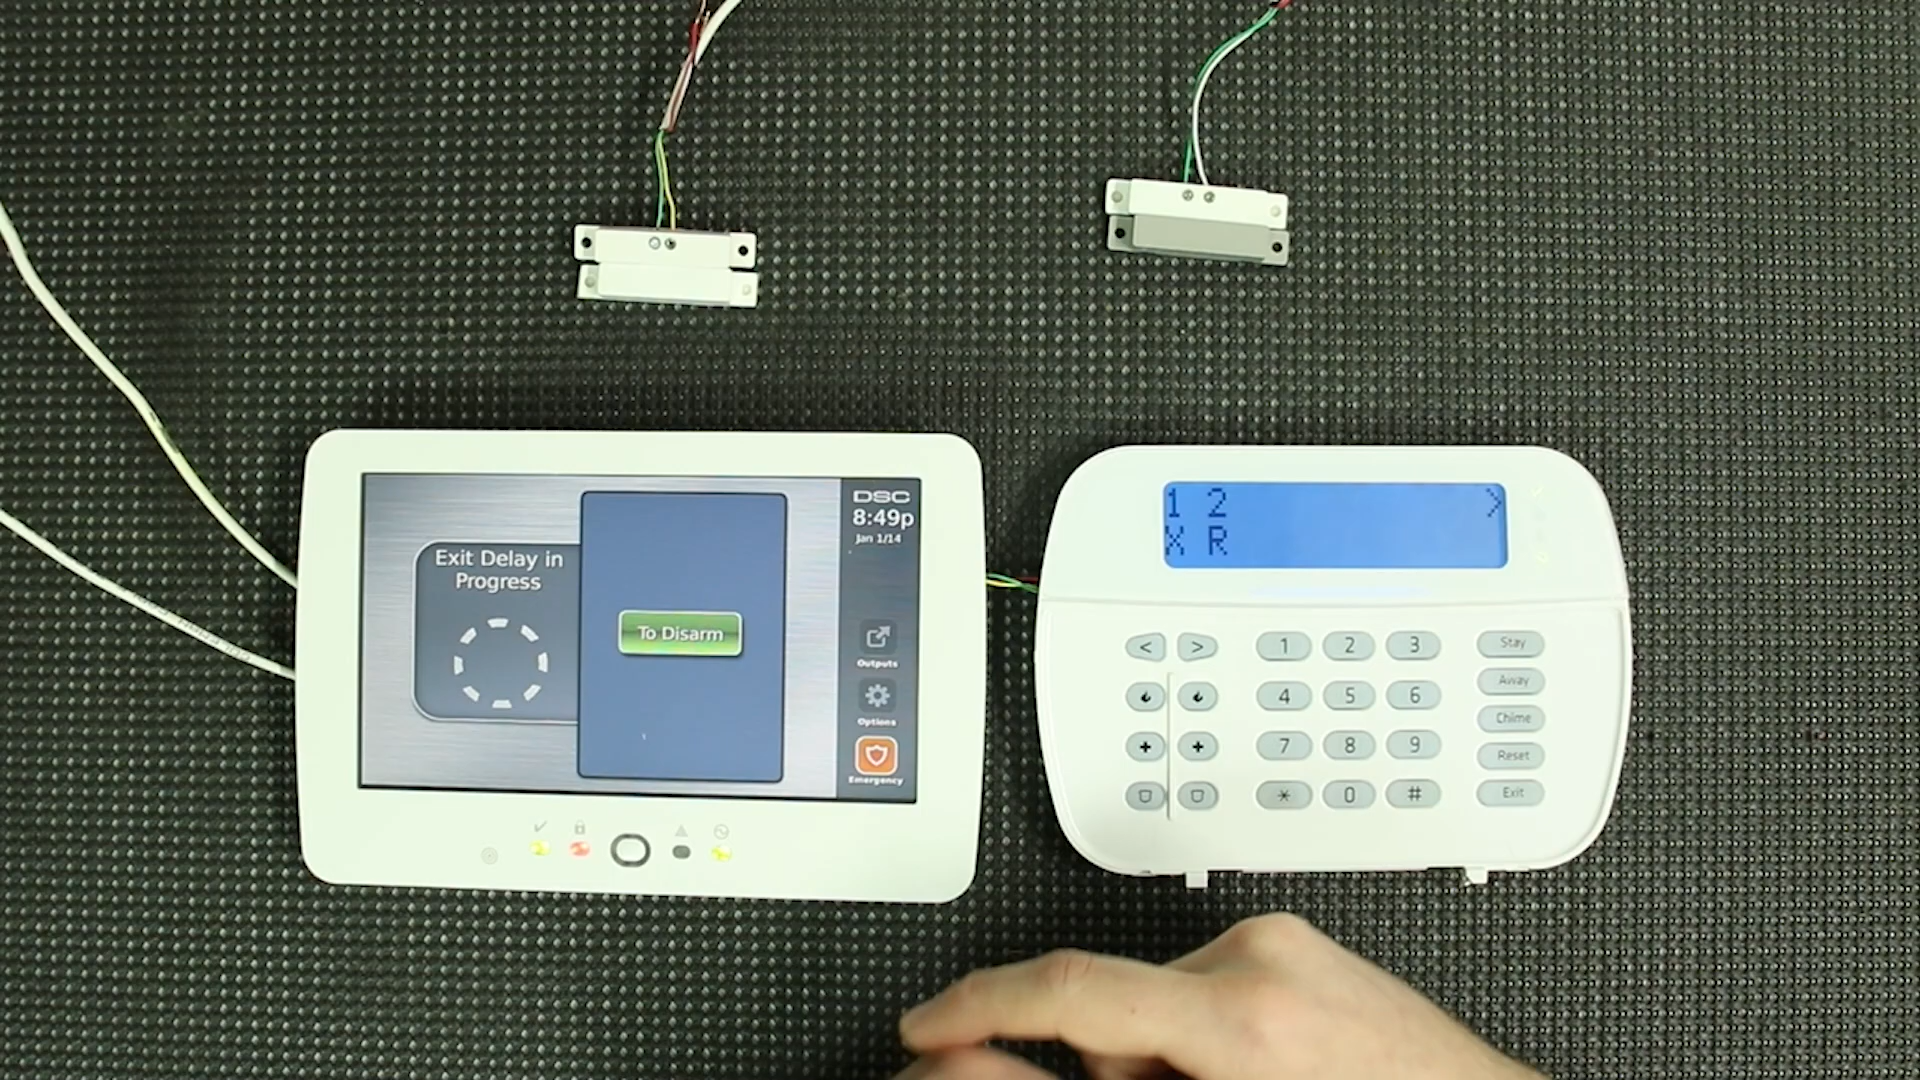 DSC
8:49p
Jan 1/14
Exit Delay in
Progress
To Disarm
Outputs
Options
Emergency
1 2 >
X R
< > 1 2 3 Stay
4 5 6 Away
+ + 7 8 9 Chime
Reset
* 0 # Exit